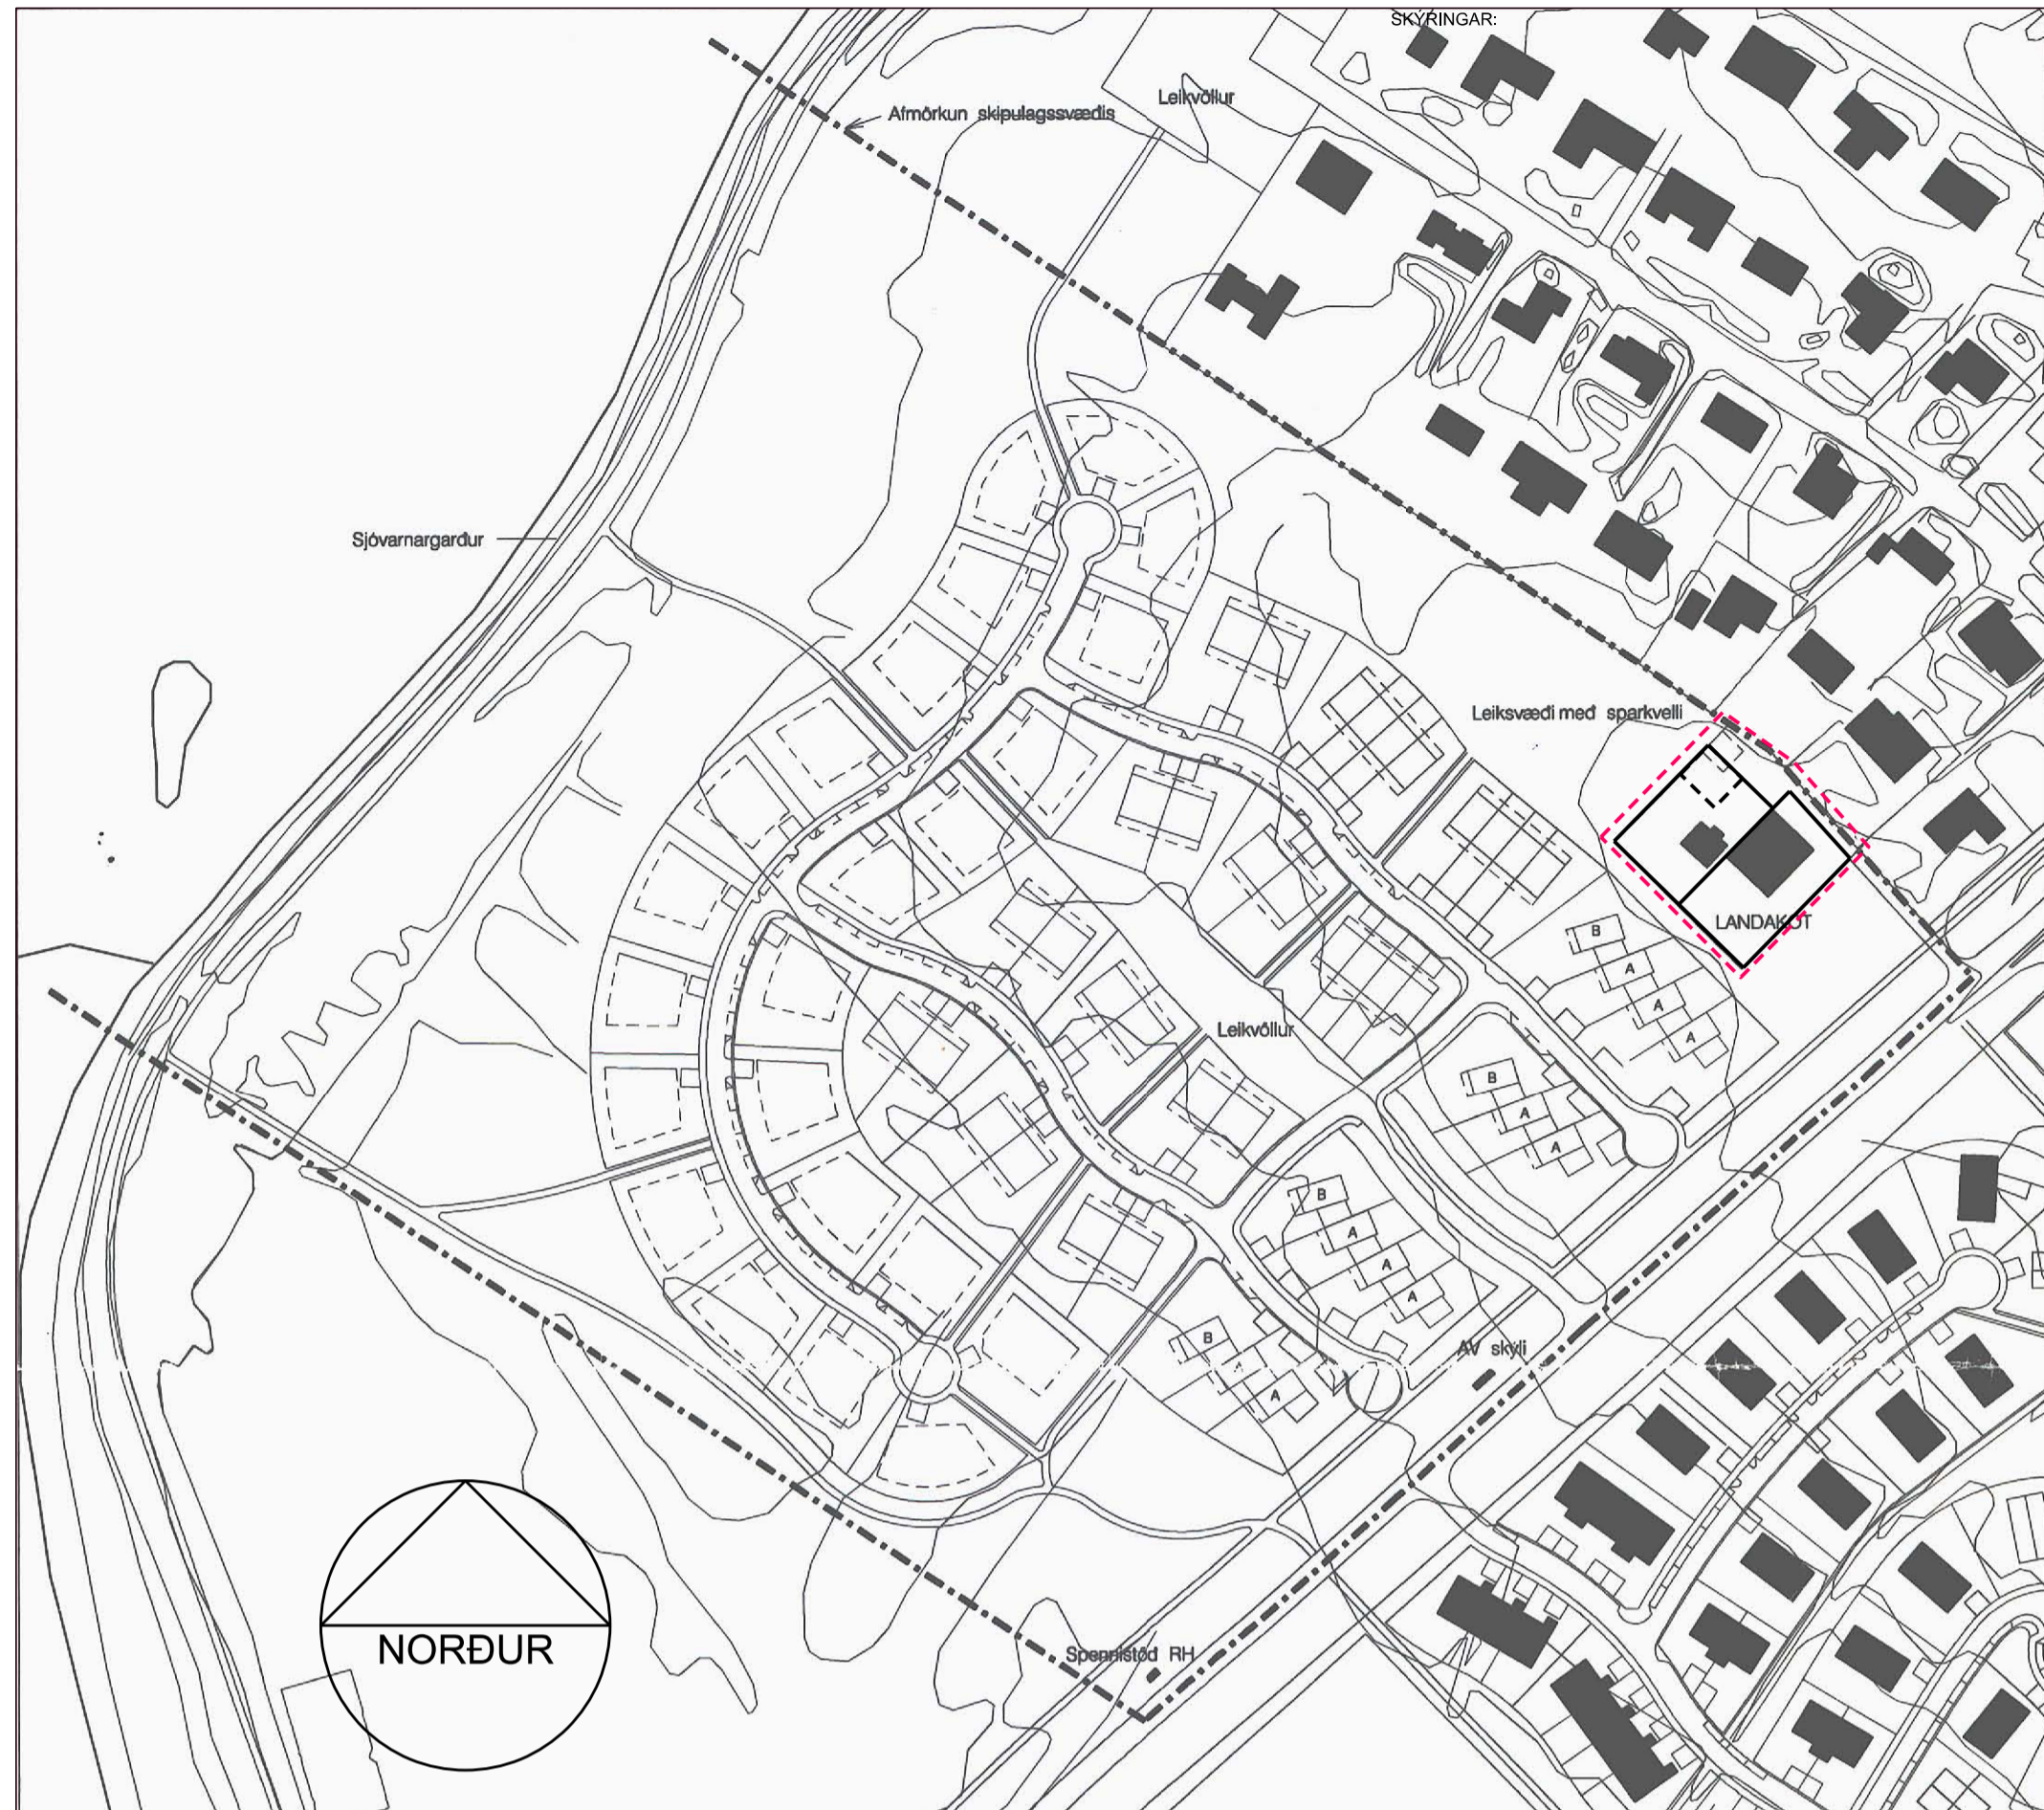 SKÝRINGAR:
Leikvöllur
Afmörkun skipulagssvæðis
Sjóvarnargarður
Leiksvæði með sparkvelli
LANDAKOT
B
A
A
A
Leikvöllur
B
A
A
B
A
A
A
B
A
A
AV skýli
NORÐUR
Spennistöð RH